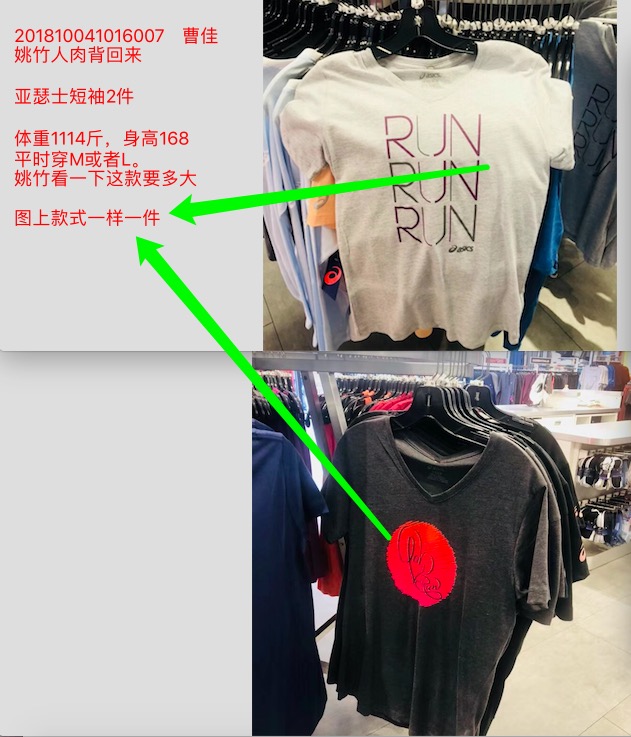 201810041016007 曹佳
姚竹人肉背回来
亚瑟士短袖2件
体重1114斤，身高168
平时穿M或者L。
姚竹看一下这款要多大
图上款式一样一件
asics
RUN
RUN
RUN
asics